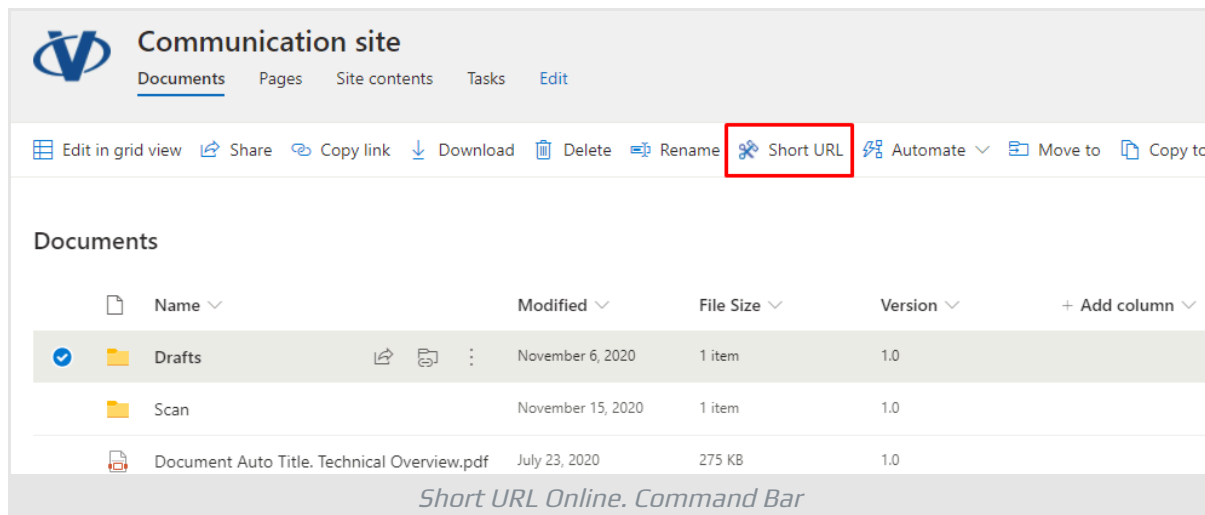 Communication site
Documents Pages Site contents Tasks Edit
Edit in grid view Share Copy link Download Delete Rename Short URL Automate Move to Copy to
Documents
Name Modified File Size Version + Add column
Drafts November 6, 2020 1 item 1.0
Scan November 15, 2020 1 item 1.0
Document Auto Title. Technical Overview.pdf July 23, 2020 275 KB 1.0
Short URL Online. Command Bar